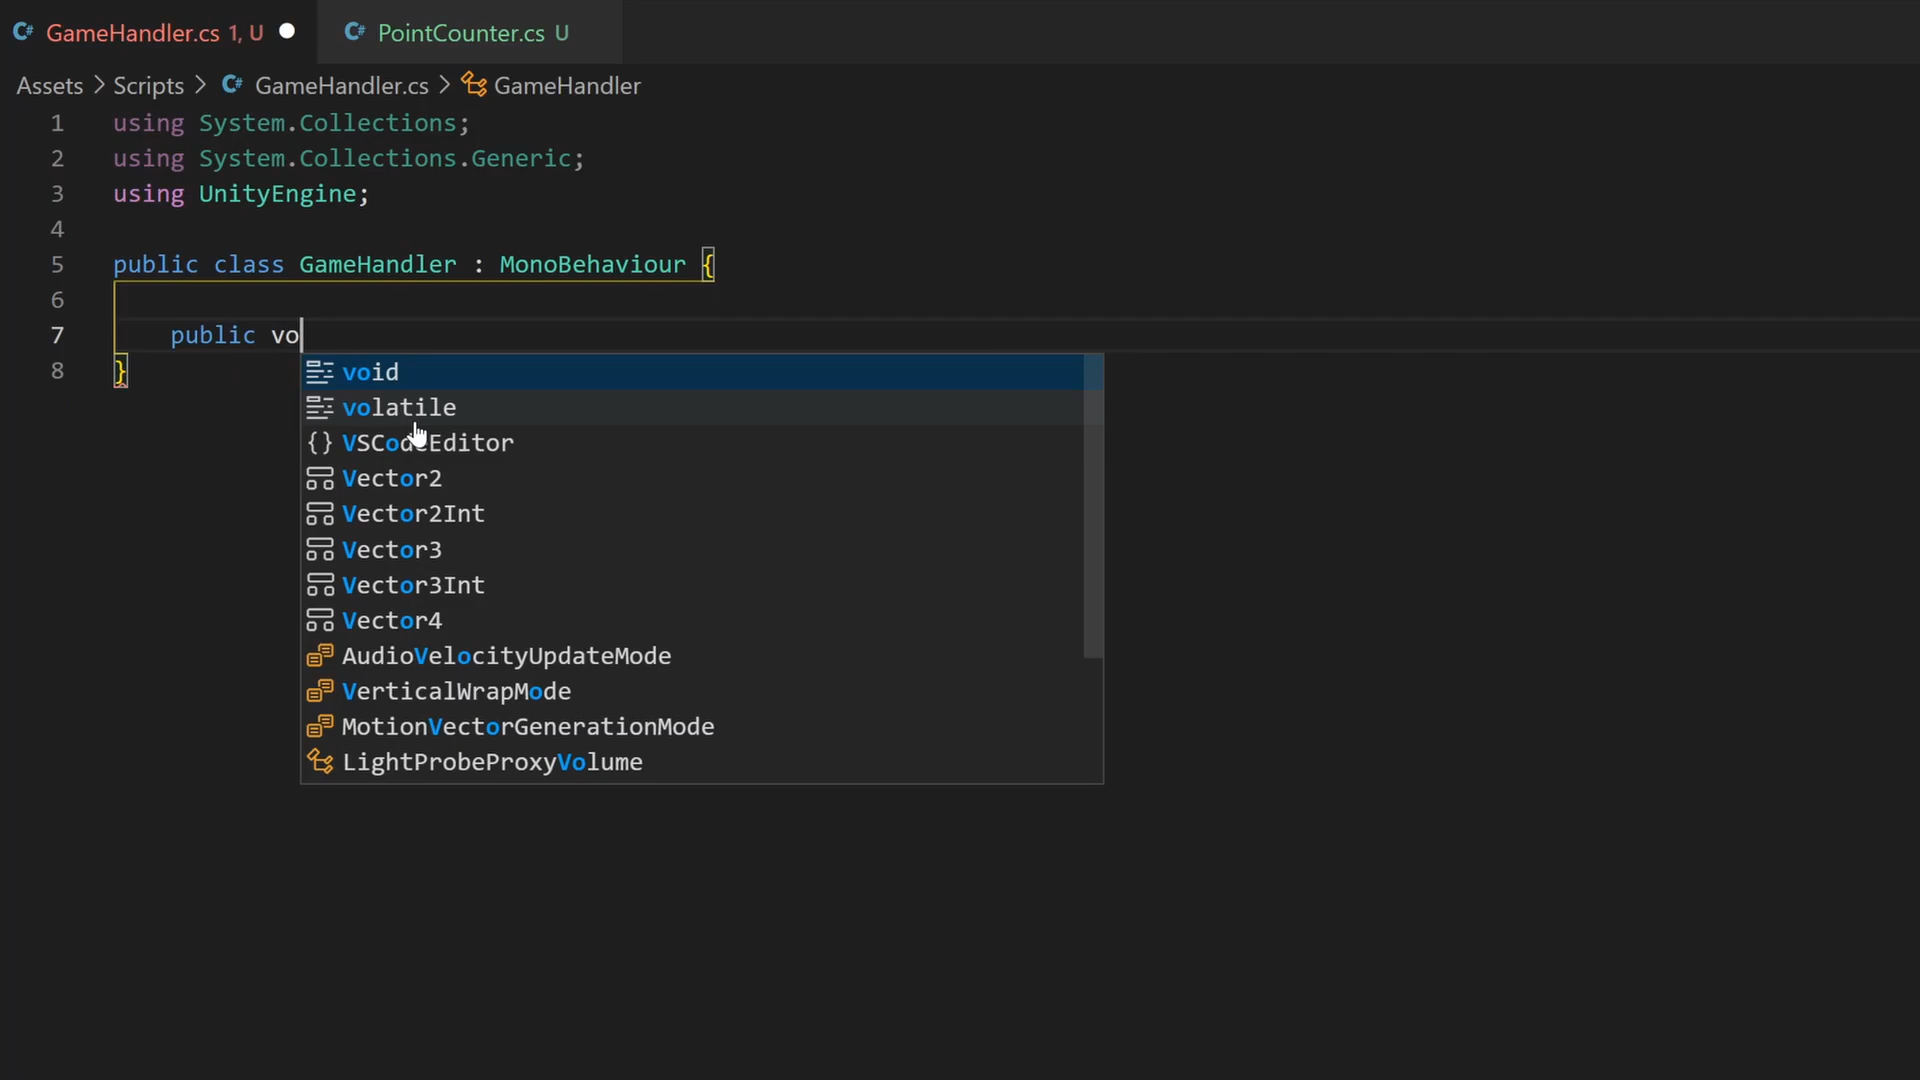 GameHandler.cs 1, U PointCounter.cs U
Assets > Scripts > GameHandler.cs > GameHandler
1 using System.Collections;
2 using System.Collections.Generic;
3 using UnityEngine;
4
5 public class GameHandler : MonoBehaviour {
6
7 public vo
8 }
void
volatile
VSCodeEditor
Vector2
Vector2Int
Vector3
Vector3Int
Vector4
AudioVelocityUpdateMode
VerticalWrapMode
MotionVectorGenerationMode
LightProbeProxyVolume